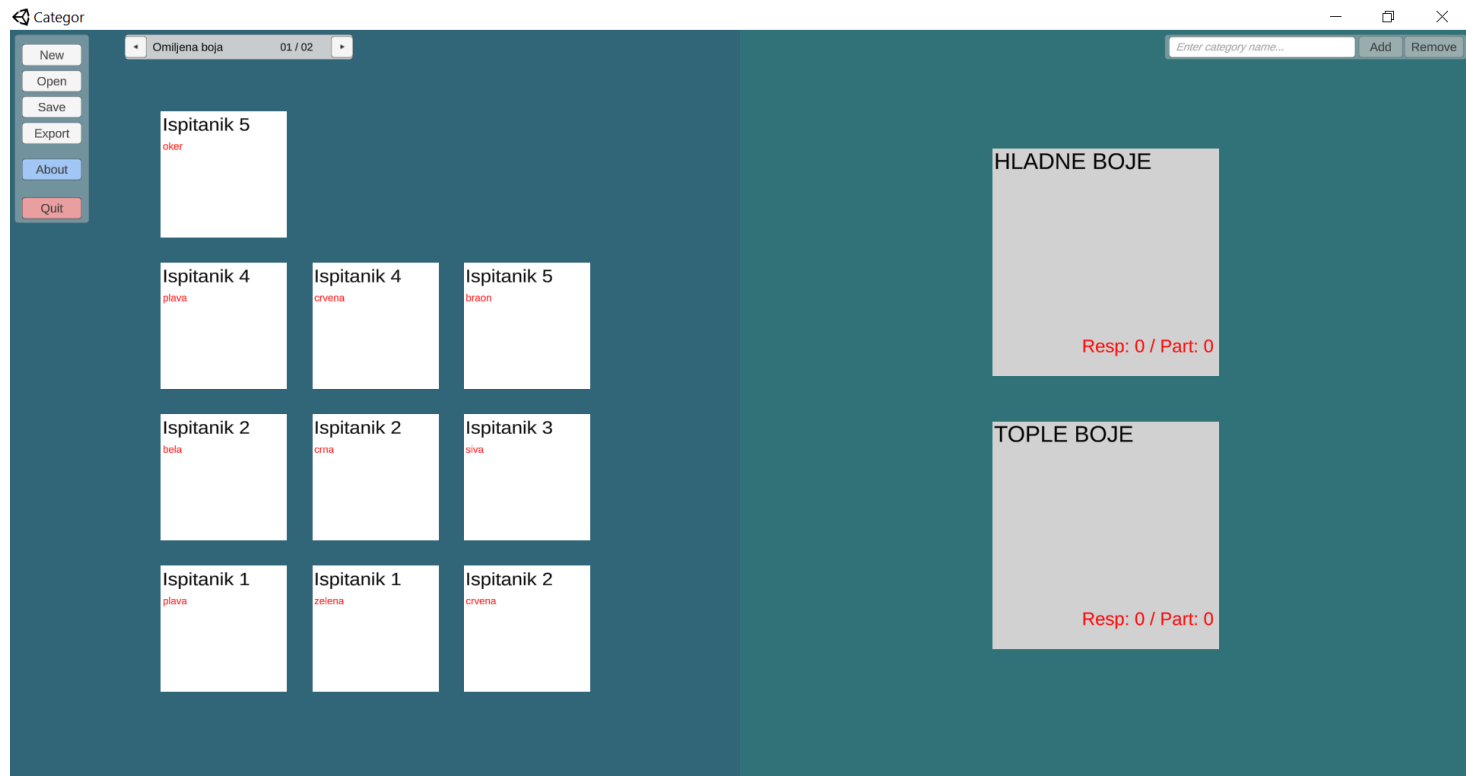 Categor
New
Open
Save
Export
About
Quit
Omiljena boja 01 / 02
Enter category name...
Add
Remove
Ispitanik 5
oker
Ispitanik 4
plava
Ispitanik 4
crvena
Ispitanik 5
braon
Ispitanik 2
bela
Ispitanik 2
crna
Ispitanik 3
siva
Ispitanik 1
plava
Ispitanik 1
zelena
Ispitanik 2
crvena
HLADNE BOJE
Resp: 0 / Part: 0
TOPLE BOJE
Resp: 0 / Part: 0